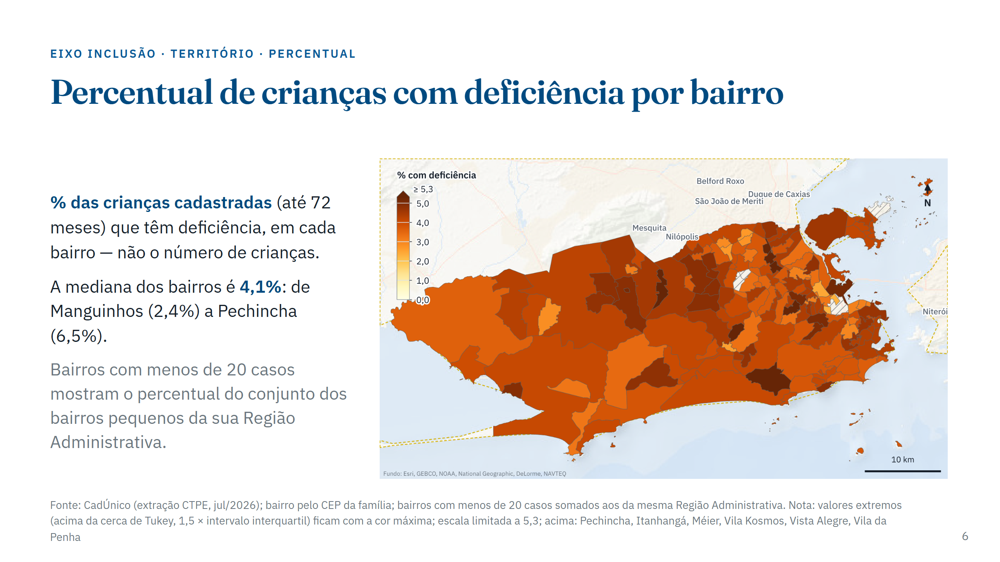 EIXO INCLUSÃO · TERRITÓRIO · PERCENTUAL
Percentual de crianças com deficiência por bairro
% das crianças cadastradas (até 72
meses) que têm deficiência, em cada
bairro — não o número de crianças.
A mediana dos bairros é 4,1%: de
Manguinhos (2,4%) a Pechincha
(6,5%).
Bairros com menos de 20 casos
mostram o percentual do conjunto dos
bairros pequenos da sua Região
Administrativa.
% com deficiência
≥ 5,3
5,0
4,0
3,0
2,0
1,0
0,0
Belford Roxo
Duque de Caxias
São João de Meriti
Mesquita
Nilópolis
Niterói
N
10 km
Fundo: Esri, GEBCO, NOAA, National Geographic, DeLorme, NAVTEQ
Fonte: CadÚnico (extração CTPE, jul/2026); bairro pelo CEP da família; bairros com menos de 20 casos somados aos da mesma Região Administrativa. Nota: valores extremos
(acima da cerca de Tukey, 1,5 × intervalo interquartil) ficam com a cor máxima; escala limitada a 5,3; acima: Pechincha, Itanhangá, Méier, Vila Kosmos, Vista Alegre, Vila da
Penha
6